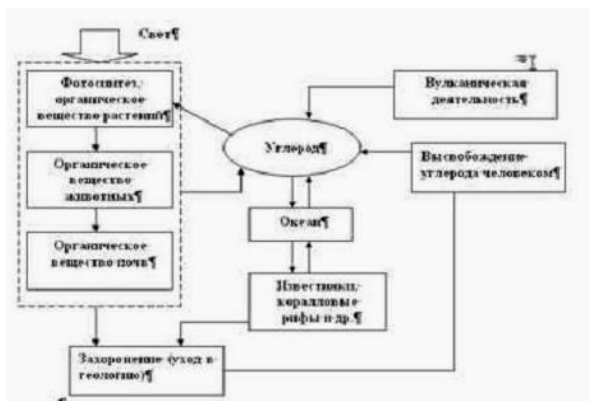 Свет¶
Фотосинтез,
органическое
вещество растений¶
Вулканическая
деятельность¶
Углерод¶
Высвобождение
углерода человеком¶
Органическое
вещество
животных¶
Океан¶
Органическое
вещество почв¶
Известняки,
коралловые
рифы и др.¶
Захоронение (уход в
геологию)¶
¶